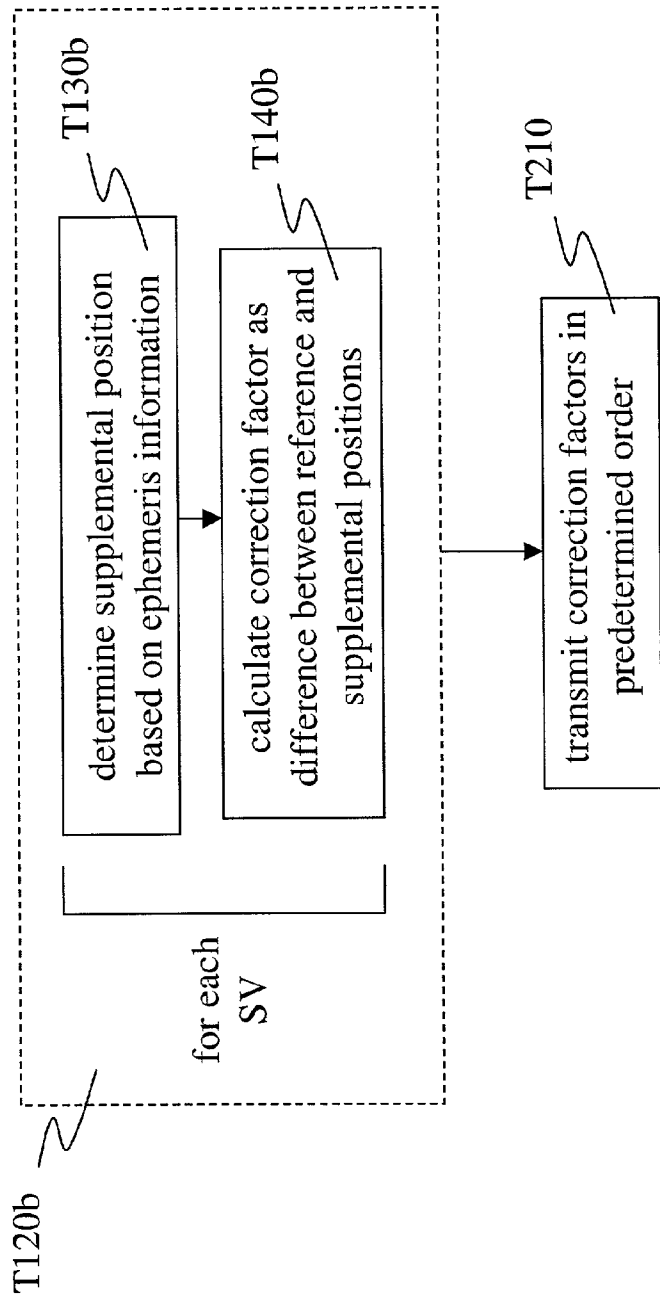 T120b
for each
SV
determine supplemental position
based on ephemeris information
T130b
calculate correction factor as
difference between reference and
supplemental positions
T140b
transmit correction factors in
predetermined order
T210